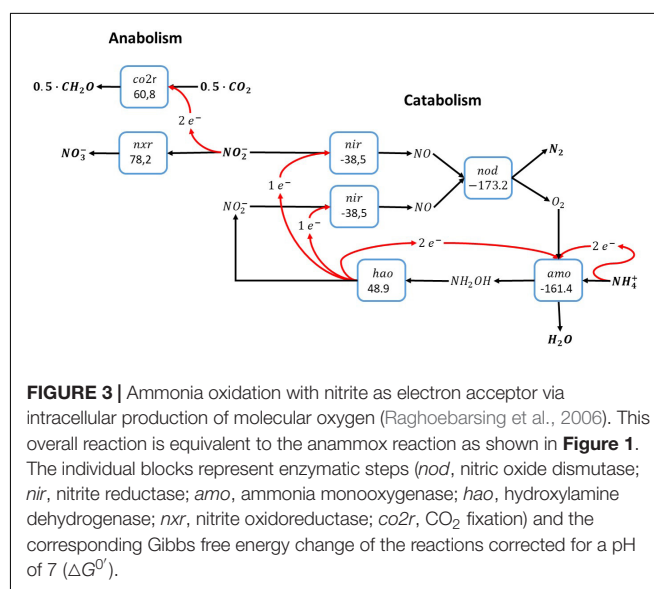 Anabolism
0.5 · CH₂O
co2r
60,8
0.5 · CO₂
Catabolism
2 e⁻
NO₃⁻
nxr
78,2
NO₂⁻
nir
-38,5
NO
N₂
1 e⁻
nod
−173.2
NO₂⁻
nir
-38,5
NO
O₂
1 e⁻
2 e⁻
2 e⁻
hao
48.9
NH₂OH
amo
-161.4
NH₄⁺
H₂O
FIGURE 3 | Ammonia oxidation with nitrite as electron acceptor via
intracellular production of molecular oxygen (Raghoebarsing et al., 2006). This
overall reaction is equivalent to the anammox reaction as shown in Figure 1.
The individual blocks represent enzymatic steps (nod, nitric oxide dismutase;
nir, nitrite reductase; amo, ammonia monooxygenase; hao, hydroxylamine
dehydrogenase; nxr, nitrite oxidoreductase; co2r, CO₂ fixation) and the
corresponding Gibbs free energy change of the reactions corrected for a pH
of 7 (△G⁰′).